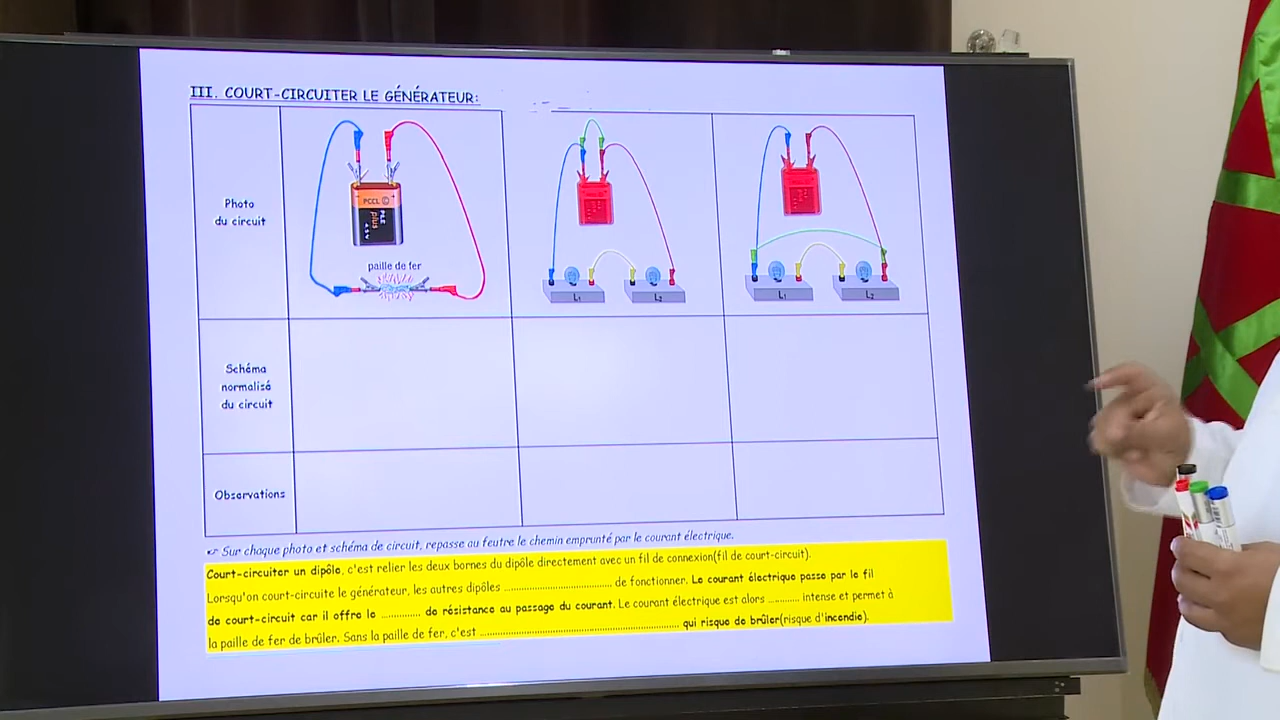 III. COURT-CIRCUITER LE GÉNÉRATEUR:
Photo
du circuit
PCCL
PILE
plus
4.5 V
paille de fer
L₁
L₂
L₁
L₂
Schéma
normalisé
du circuit
Observations
☞ Sur chaque photo et schéma de circuit, repasse au feutre le chemin emprunté par le courant électrique.
Court-circuiter un dipôle, c'est relier les deux bornes du dipôle directement avec un fil de connexion(fil de court-circuit).
Lorsqu'on court-circuite le générateur, les autres dipôles .............................. de fonctionner. Le courant électrique passe par le fil
de court-circuit car il offre le ............. de résistance au passage du courant. Le courant électrique est alors ........... intense et permet à
la paille de fer de brûler. Sans la paille de fer, c'est ...................................................... qui risque de brûler(risque d'incendie).